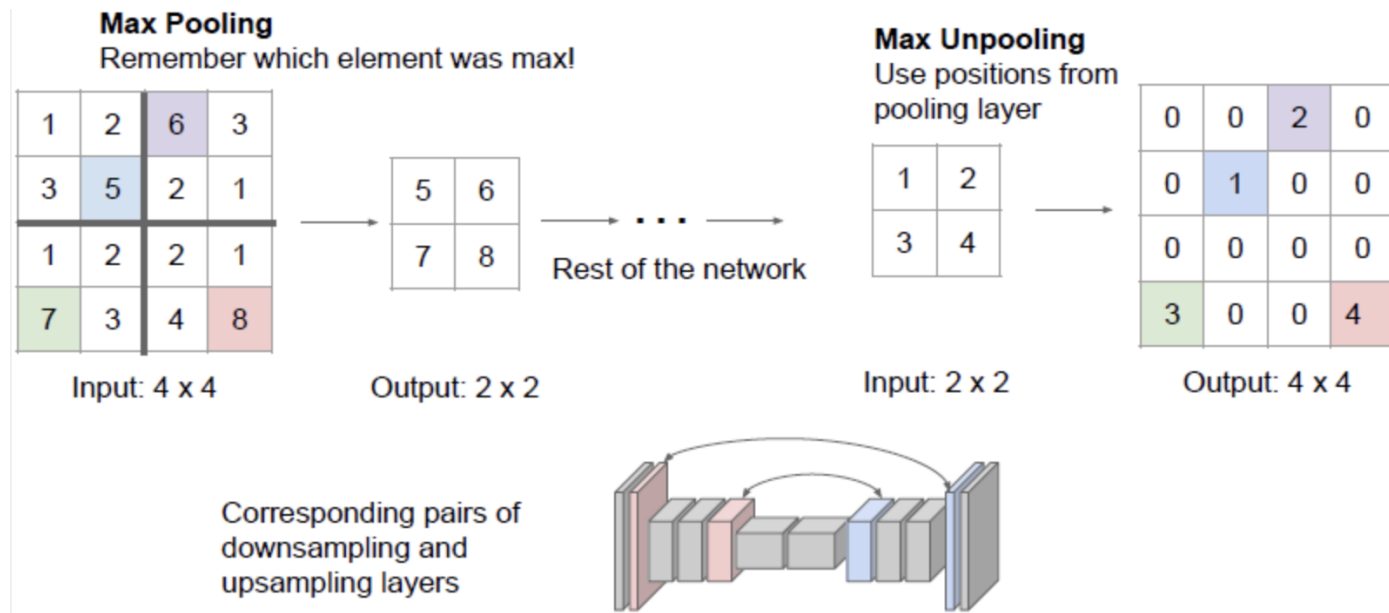 Max Pooling
Remember which element was max!
1 2 6 3
3 5 2 1
1 2 2 1
7 3 4 8
Input: 4 x 4
5 6
7 8
Output: 2 x 2
. . .
Rest of the network
Max Unpooling
Use positions from
pooling layer
1 2
3 4
Input: 2 x 2
0 0 2 0
0 1 0 0
0 0 0 0
3 0 0 4
Output: 4 x 4
Corresponding pairs of
downsampling and
upsampling layers